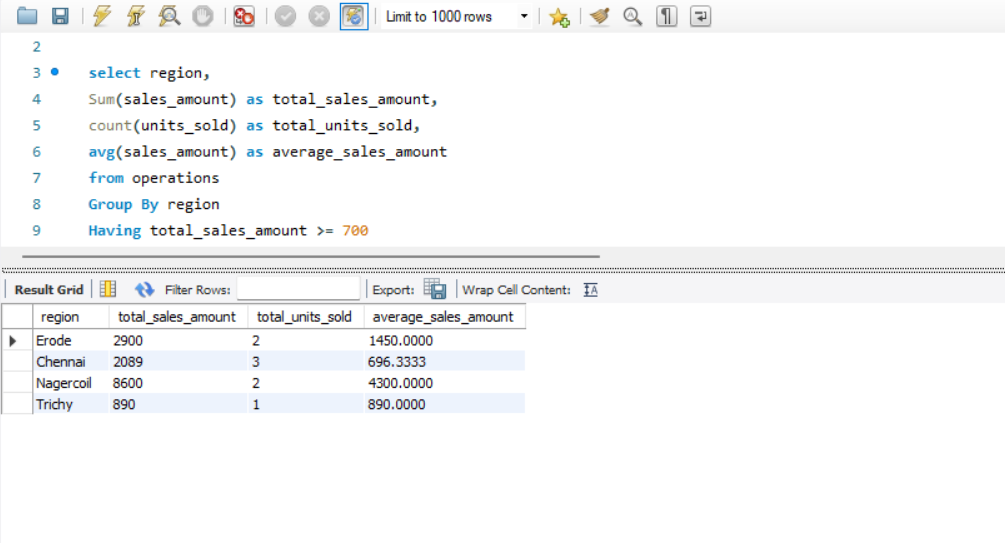 Limit to 1000 rows
2
3 select region,
4 Sum(sales_amount) as total_sales_amount,
5 count(units_sold) as total_units_sold,
6 avg(sales_amount) as average_sales_amount
7 from operations
8 Group By region
9 Having total_sales_amount >= 700
Result Grid Filter Rows: Export: Wrap Cell Content: IA
region total_sales_amount total_units_sold average_sales_amount
Erode 2900 2 1450.0000
Chennai 2089 3 696.3333
Nagercoil 8600 2 4300.0000
Trichy 890 1 890.0000